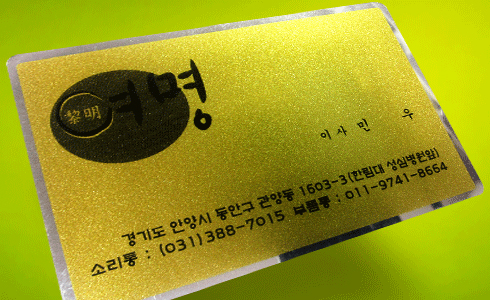 黎明 여명
이사 민 우
경기도 안양시 동안구 관양동 1603-3(한림대 성심병원앞)
소리통 : (031)388-7015 부름통 : 011-9741-8664